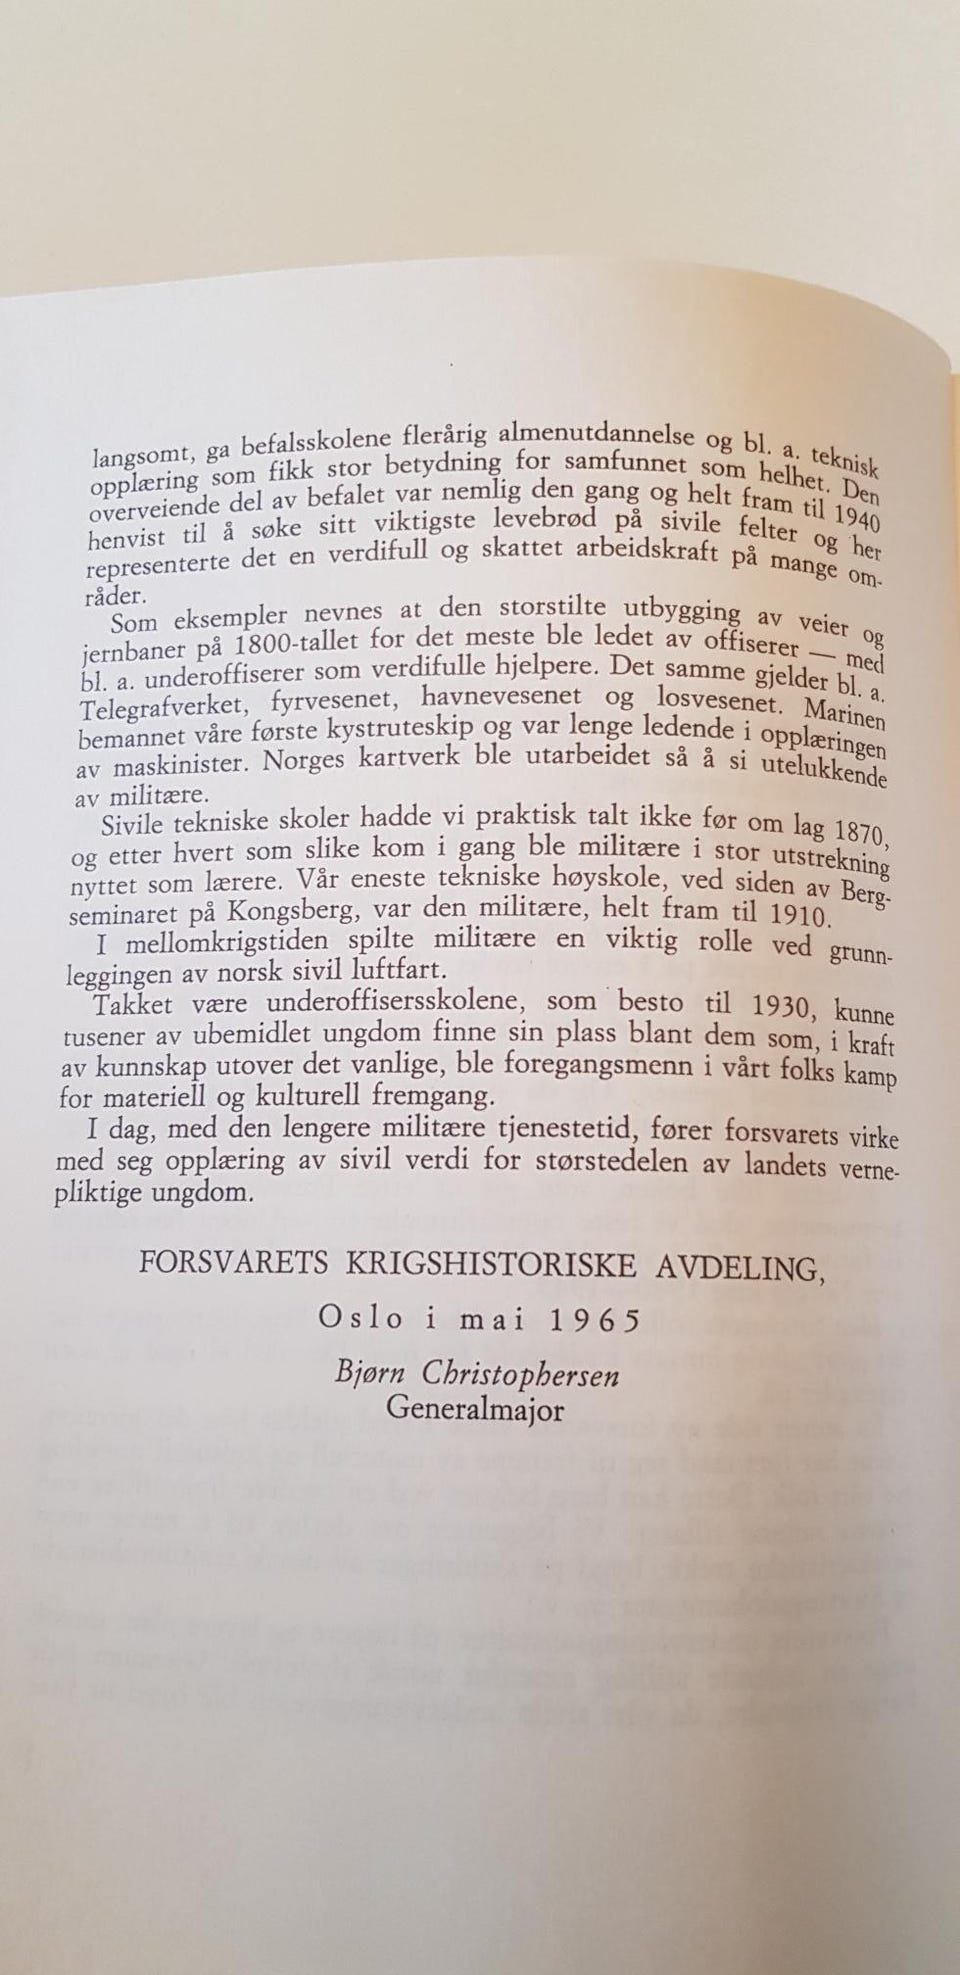 langsomt, ga befalsskolene flerårig almenutdannelse og bl. a. teknisk
opplæring som fikk stor betydning for samfunnet som helhet. Den
overveiende del av befalet var nemlig den gang og helt fram til 1940
henvist til å søke sitt viktigste levebrød på sivile felter og her
representerte det en verdifull og skattet arbeidskraft på mange om-
råder.
Som eksempler nevnes at den storstilte utbygging av veier og
jernbaner på 1800-tallet for det meste ble ledet av offiserer — med
bl. a. underoffiserer som verdifulle hjelpere. Det samme gjelder bl. a.
Telegrafverket, fyrvesenet, havnevesenet og losvesenet. Marinen
bemannet våre første kystruteskip og var lenge ledende i opplæringen
av maskinister. Norges kartverk ble utarbeidet så å si utelukkende
av militære.
Sivile tekniske skoler hadde vi praktisk talt ikke før om lag 1870,
og etter hvert som slike kom i gang ble militære i stor utstrekning
nyttet som lærere. Vår eneste tekniske høyskole, ved siden av Berg-
seminaret på Kongsberg, var den militære, helt fram til 1910.
I mellomkrigstiden spilte militære en viktig rolle ved grunn-
leggingen av norsk sivil luftfart.
Takket være underoffisersskolene, som besto til 1930, kunne
tusener av ubemidlet ungdom finne sin plass blant dem som, i kraft
av kunnskap utover det vanlige, ble foregangsmenn i vårt folks kamp
for materiell og kulturell fremgang.
I dag, med den lengere militære tjenestetid, fører forsvarets virke
med seg opplæring av sivil verdi for størstedelen av landets verne-
pliktige ungdom.
FORSVARETS KRIGSHISTORISKE AVDELING,
Oslo i mai 1965
Bjørn Christophersen
Generalmajor